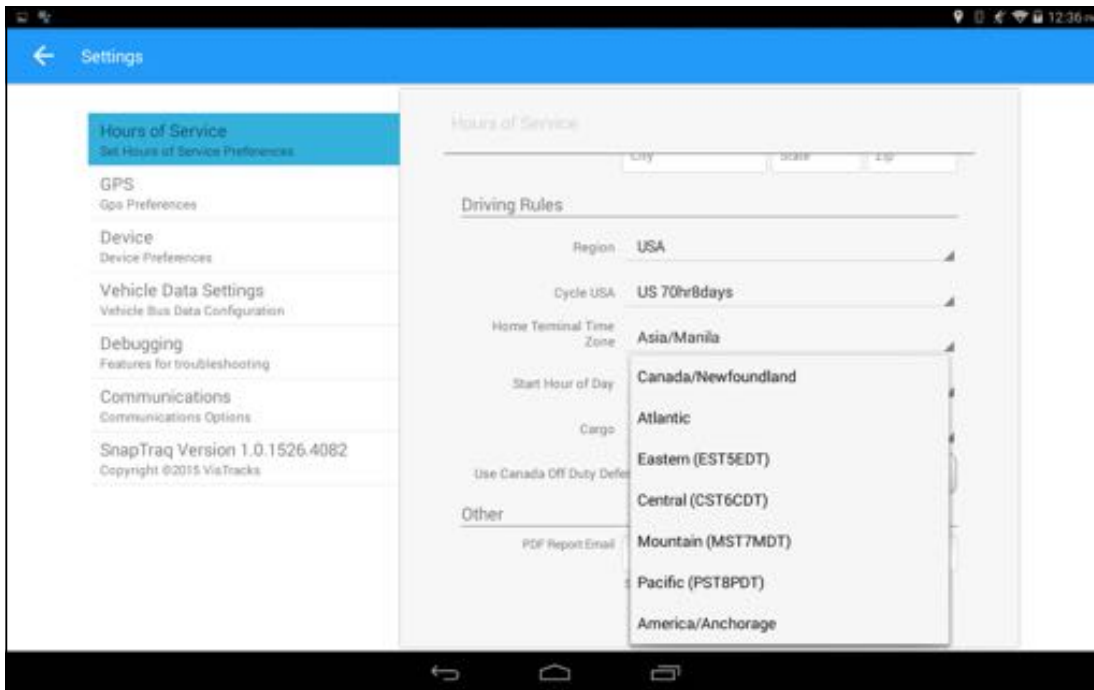 12:36
Settings
Hours of Service
Set Hours of Service Preferences
GPS
Gps Preferences
Device
Device Preferences
Vehicle Data Settings
Vehicle Bus Data Configuration
Debugging
Features for troubleshooting
Communications
Communications Options
SnapTraq Version 1.0.1526.4082
Copyright ©2015 VisTracks
Hours of Service
City State Zip
Driving Rules
Region USA
Cycle USA US 70hr8days
Home Terminal Time
Zone Asia/Manila
Start Hour of Day
Cargo
Use Canada Off Duty Defer
Other
PDF Report Email
Canada/Newfoundland
Atlantic
Eastern (EST5EDT)
Central (CST6CDT)
Mountain (MST7MDT)
Pacific (PST8PDT)
America/Anchorage